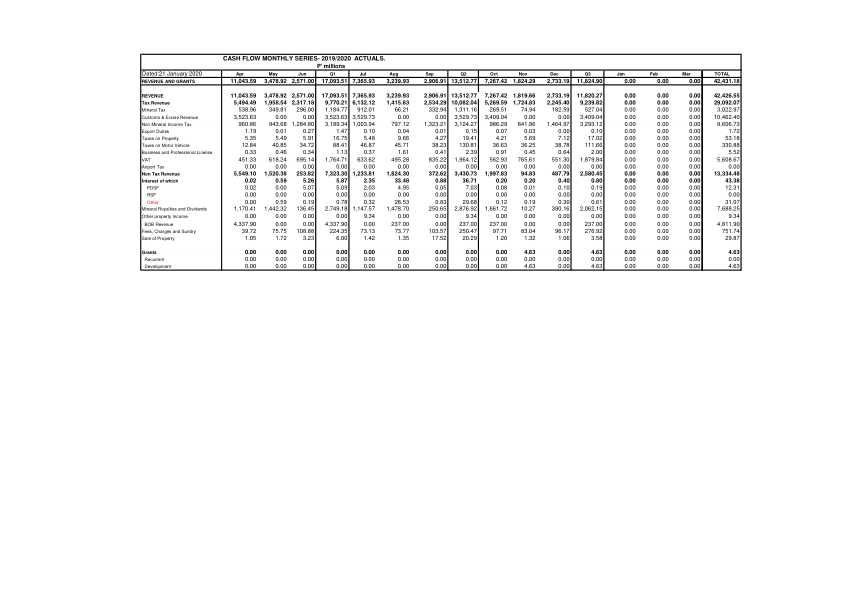 CASH FLOW MONTHLY SERIES- 2019/2020 ACTUALS.
P' millions
Dated:21 January 2020 Apr May Jun Q1 Jul Aug Sep Q2 Oct Nov Dec Q3 Jan Feb Mar TOTAL
REVENUE AND GRANTS 11,043.59 3,478.92 2,571.00 17,093.51 7,365.93 3,239.93 2,906.91 13,512.77 7,267.42 1,824.29 2,733.19 11,824.90 0.00 0.00 0.00 42,431.18
REVENUE 11,043.59 3,478.92 2,571.00 17,093.51 7,365.93 3,239.93 2,906.91 13,512.77 7,267.42 1,819.66 2,733.19 11,820.27 0.00 0.00 0.00 42,426.55
Tax Revenue 5,494.49 1,958.54 2,317.18 9,770.21 6,132.12 1,415.63 2,534.29 10,082.04 5,269.59 1,724.83 2,245.40 9,239.82 0.00 0.00 0.00 29,092.07
Mineral Tax 538.96 349.81 296.00 1,184.77 912.01 66.21 332.94 1,311.16 269.51 74.94 182.59 527.04 0.00 0.00 0.00 3,022.97
Customs & Excise Revenue 3,523.63 0.00 0.00 3,523.63 3,529.73 0.00 0.00 3,529.73 3,409.04 0.00 0.00 3,409.04 0.00 0.00 0.00 10,462.40
Non Mineral Income Tax 960.86 943.68 1,284.80 3,189.34 1,003.94 797.12 1,323.21 3,124.27 986.29 841.86 1,464.97 3,293.12 0.00 0.00 0.00 9,606.73
Export Duties 1.19 0.01 0.27 1.47 0.10 0.04 0.01 0.15 0.07 0.03 0.00 0.10 0.00 0.00 0.00 1.72
Taxes on Property 5.35 5.49 5.91 16.75 5.48 9.66 4.27 19.41 4.21 5.69 7.12 17.02 0.00 0.00 0.00 53.18
Taxes on Motor Vehicle 12.84 40.85 34.72 88.41 46.87 45.71 38.23 130.81 36.63 36.25 38.78 111.66 0.00 0.00 0.00 330.88
Business and Professional License 0.33 0.46 0.34 1.13 0.37 1.61 0.41 2.39 0.91 0.45 0.64 2.00 0.00 0.00 0.00 5.52
VAT 451.33 618.24 695.14 1,764.71 633.62 495.28 835.22 1,964.12 562.93 765.61 551.30 1,879.84 0.00 0.00 0.00 5,608.67
Airport Tax 0.00 0.00 0.00 0.00 0.00 0.00 0.00 0.00 0.00 0.00 0.00 0.00 0.00 0.00 0.00 0.00
Non Tax Revenue 5,549.10 1,520.38 253.82 7,323.30 1,233.81 1,824.30 372.62 3,430.73 1,997.83 94.83 487.79 2,580.45 0.00 0.00 0.00 13,334.48
Interest of which 0.02 0.59 5.26 5.87 2.35 33.48 0.88 36.71 0.20 0.20 0.40 0.80 0.00 0.00 0.00 43.38
PDSF 0.02 0.00 5.07 5.09 2.03 4.95 0.05 7.03 0.08 0.01 0.10 0.19 0.00 0.00 0.00 12.31
RSF 0.00 0.00 0.00 0.00 0.00 0.00 0.00 0.00 0.00 0.00 0.00 0.00 0.00 0.00 0.00 0.00
Other 0.00 0.59 0.19 0.78 0.32 28.53 0.83 29.68 0.12 0.19 0.30 0.61 0.00 0.00 0.00 31.07
Mineral Royalties and Dividends 1,170.41 1,442.32 136.45 2,749.18 1,147.57 1,478.70 250.65 2,876.92 1,661.72 10.27 390.16 2,062.15 0.00 0.00 0.00 7,688.25
Other property Income 0.00 0.00 0.00 0.00 9.34 0.00 0.00 9.34 0.00 0.00 0.00 0.00 0.00 0.00 0.00 9.34
BOB Revenue 4,337.90 0.00 0.00 4,337.90 0.00 237.00 0.00 237.00 237.00 0.00 0.00 237.00 0.00 0.00 0.00 4,811.90
Fees, Charges and Sundry 39.72 75.75 108.88 224.35 73.13 73.77 103.57 250.47 97.71 83.04 96.17 276.92 0.00 0.00 0.00 751.74
Sale of Property 1.05 1.72 3.23 6.00 1.42 1.35 17.52 20.29 1.20 1.32 1.06 3.58 0.00 0.00 0.00 29.87
Grants 0.00 0.00 0.00 0.00 0.00 0.00 0.00 0.00 0.00 4.63 0.00 4.63 0.00 0.00 0.00 4.63
Recurrent 0.00 0.00 0.00 0.00 0.00 0.00 0.00 0.00 0.00 0.00 0.00 0.00 0.00 0.00 0.00 0.00
Development 0.00 0.00 0.00 0.00 0.00 0.00 0.00 0.00 0.00 4.63 0.00 4.63 0.00 0.00 0.00 4.63